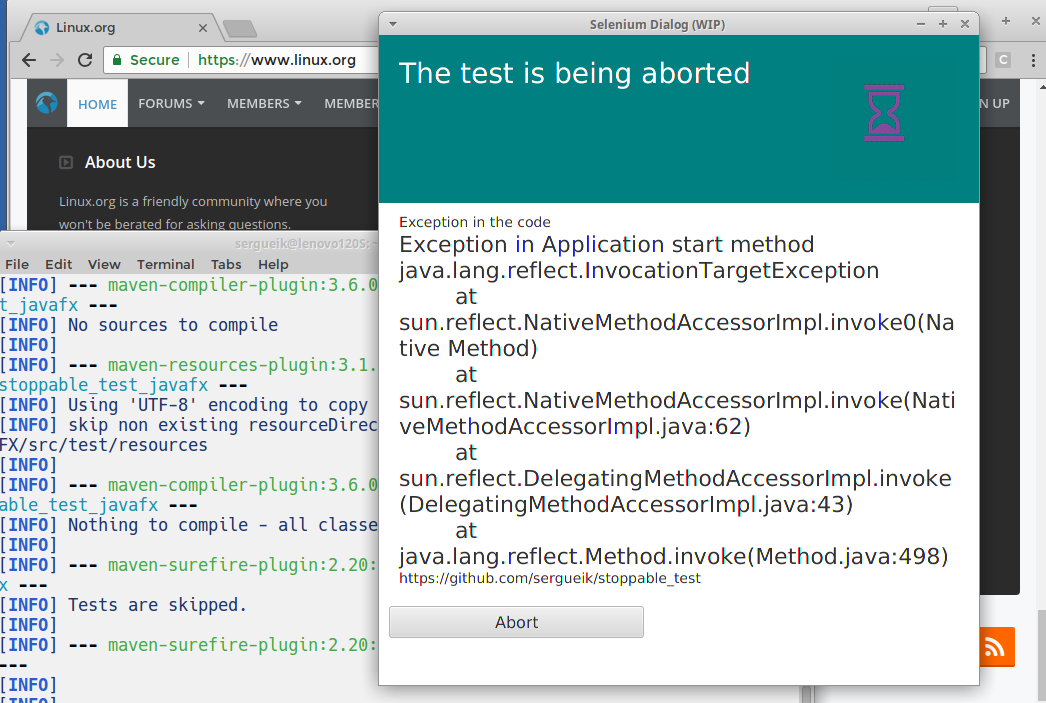 Linux.org
Secure
https://www.linux.org
C
HOME
FORUMS
MEMBERS
MEMBER
N UP
About Us
Linux.org is a friendly community where you
won't be berated for asking questions.
sergueik@lenovo120S: ~
File Edit View Terminal Tabs Help
[INFO] --- maven-compiler-plugin:3.6.0
t_javafx ---
[INFO] No sources to compile
[INFO]
[INFO] --- maven-resources-plugin:3.1.
stoppable_test_javafx ---
[INFO] Using 'UTF-8' encoding to copy
[INFO] skip non existing resourceDirec
FX/src/test/resources
[INFO]
[INFO] --- maven-compiler-plugin:3.6.0
able_test_javafx ---
[INFO] Nothing to compile - all classe
[INFO]
[INFO] --- maven-surefire-plugin:2.20:
x ---
[INFO] Tests are skipped.
[INFO]
[INFO] --- maven-surefire-plugin:2.20:
---
[INFO]
[INFO]
Selenium Dialog (WIP)
The test is being aborted
Exception in the code
Exception in Application start method
java.lang.reflect.InvocationTargetException
at
sun.reflect.NativeMethodAccessorImpl.invoke0(Na
tive Method)
at
sun.reflect.NativeMethodAccessorImpl.invoke(Nati
veMethodAccessorImpl.java:62)
at
sun.reflect.DelegatingMethodAccessorImpl.invoke
(DelegatingMethodAccessorImpl.java:43)
at
java.lang.reflect.Method.invoke(Method.java:498)
https://github.com/sergueik/stoppable_test
Abort